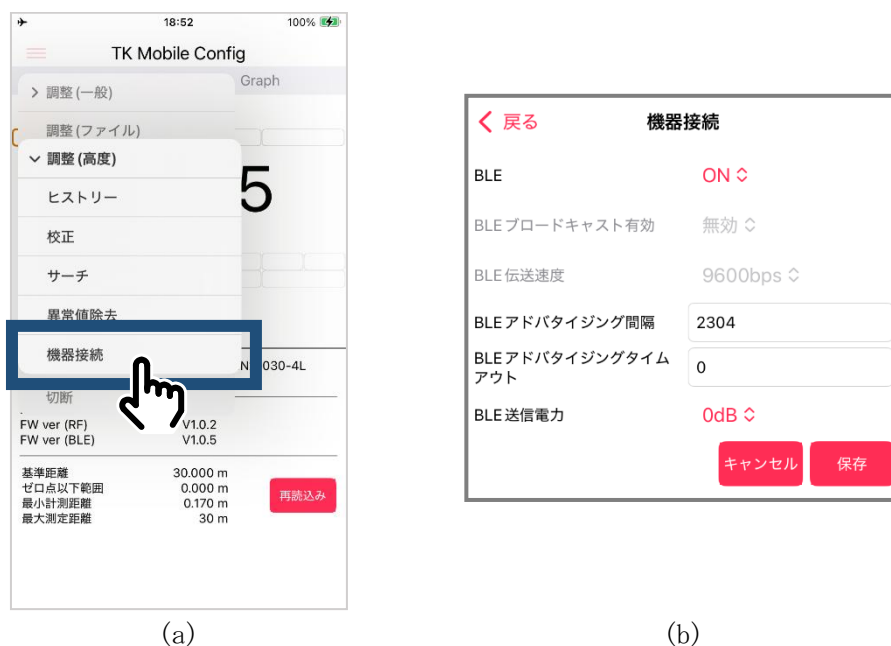 18:52
100%
TK Mobile Config
Graph
調整 (一般)
調整 (ファイル)
調整 (高度)
ヒストリー
5
校正
サーチ
異常値除去
機器接続
030-4L
切断
FW ver (RF) V1.0.2
FW ver (BLE) V1.0.5
基準距離 30.000 m
ゼロ点以下範囲 0.000 m
最小計測距離 0.170 m
最大測定距離 30 m
再読込み
(a)
戻る 機器接続
BLE ON
BLEブロードキャスト有効 無効
BLE伝送速度 9600bps
BLEアドバタイジング間隔 2304
BLEアドバタイジングタイム
アウト 0
BLE送信電力 0dB
キャンセル 保存
(b)